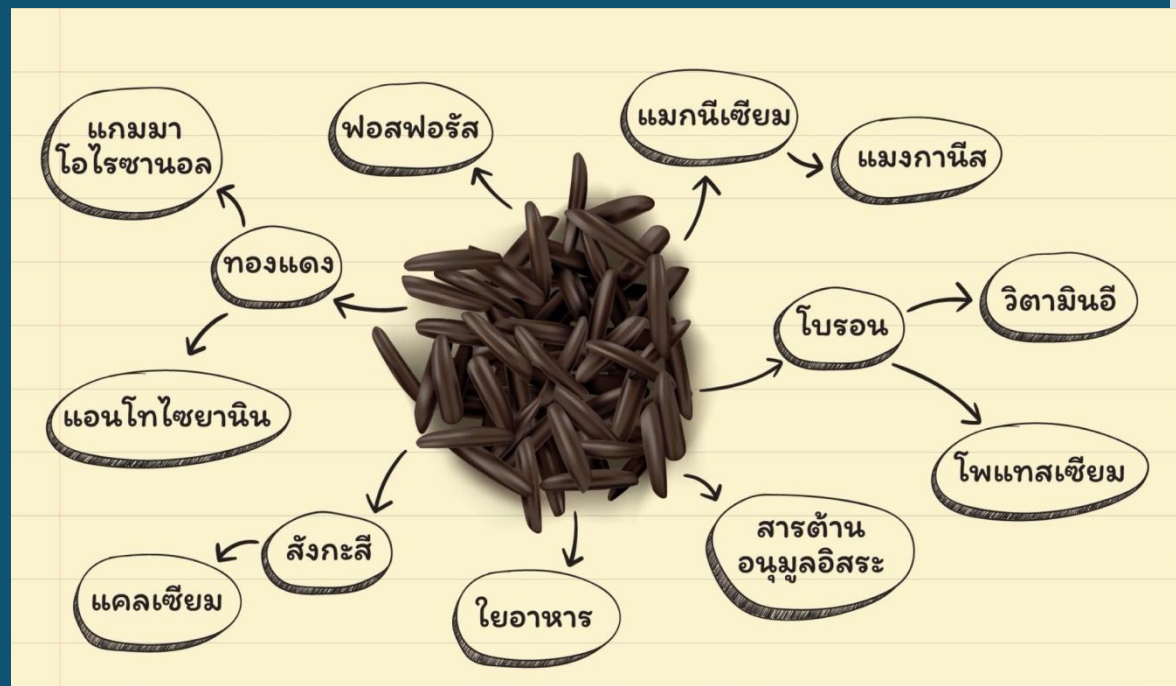 แกมมา
โอไรซานอล
ฟอสฟอรัส
แมกนีเซียม
แมงกานีส
ทองแดง
วิตามินอี
โบรอน
แอนโทไซยานิน
โพแทสเซียม
สังกะสี
สารต้าน
อนุมูลอิสระ
แคลเซียม
ใยอาหาร